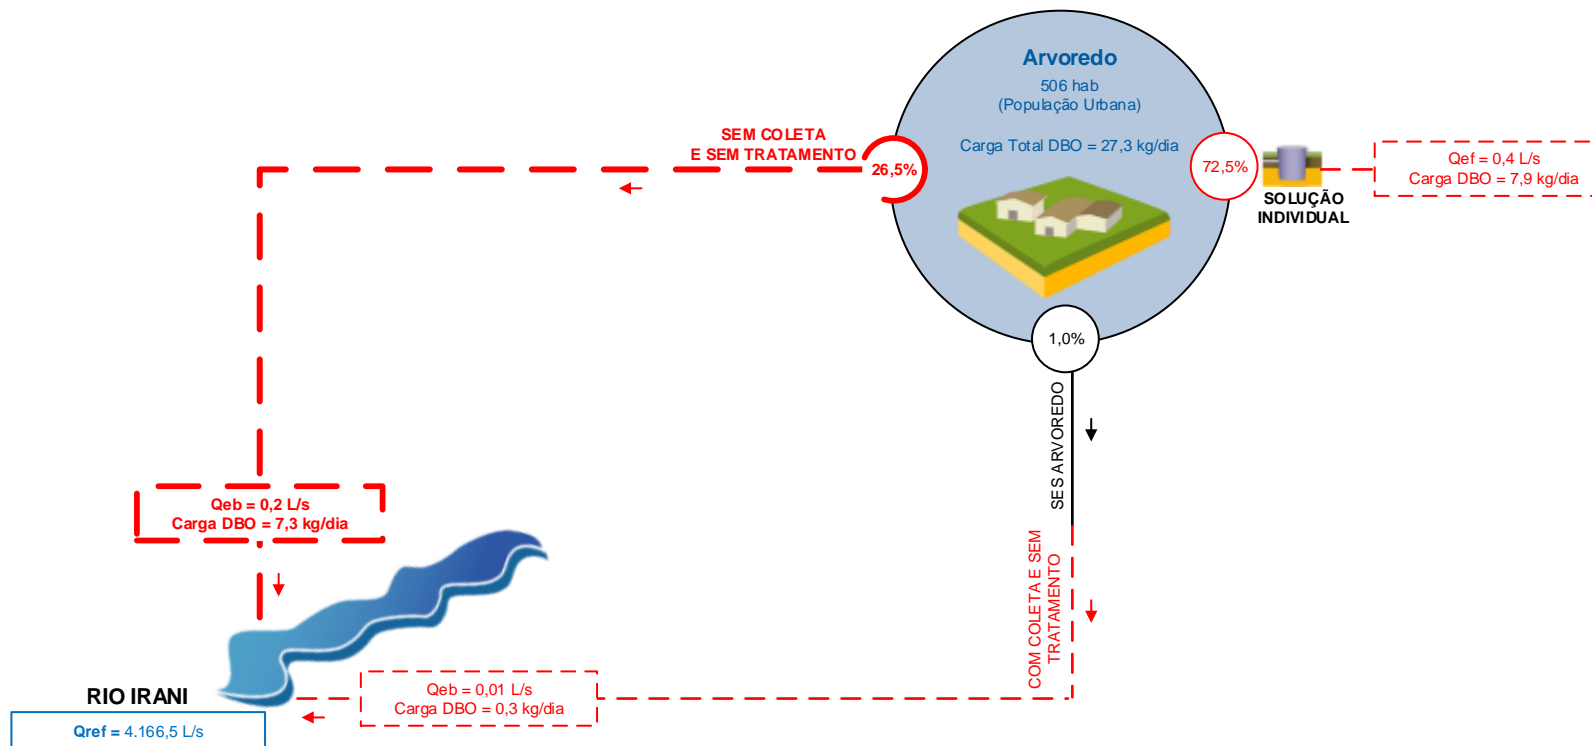 Arvoredo
506 hab
(População Urbana)
Carga Total DBO = 27,3 kg/dia
SEM COLETA
E SEM TRATAMENTO
26,5%
72,5%
SOLUÇÃO
INDIVIDUAL
Qef = 0,4 L/s
Carga DBO = 7,9 kg/dia
1,0%
SES ARVOREDO
COM COLETA E SEM
TRATAMENTO
Qeb = 0,2 L/s
Carga DBO = 7,3 kg/dia
Qeb = 0,01 L/s
Carga DBO = 0,3 kg/dia
RIO IRANI
Qref = 4.166,5 L/s